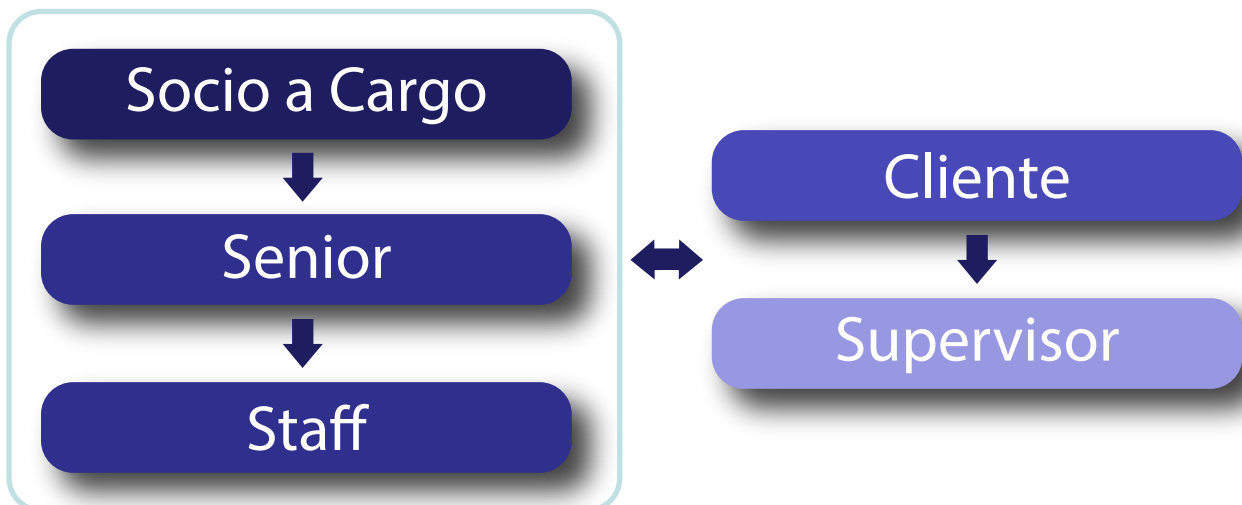 Socio a Cargo
Senior
Staff
Cliente
Supervisor